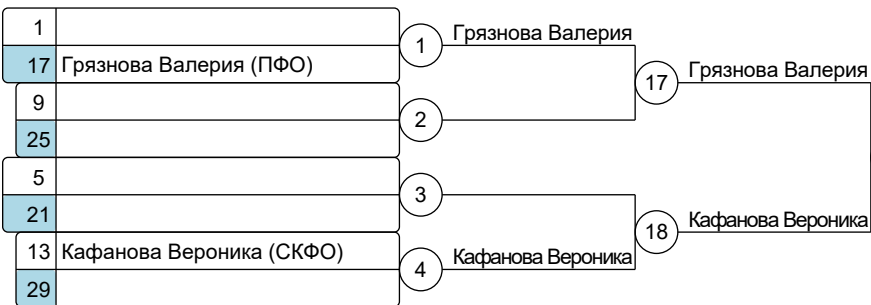 1
17 Грязнова Валерия (ПФО)
1 Грязнова Валерия
9
25
2
17 Грязнова Валерия
5
21
3
13 Кафанова Вероника (СКФО)
29
4 Кафанова Вероника
18 Кафанова Вероника